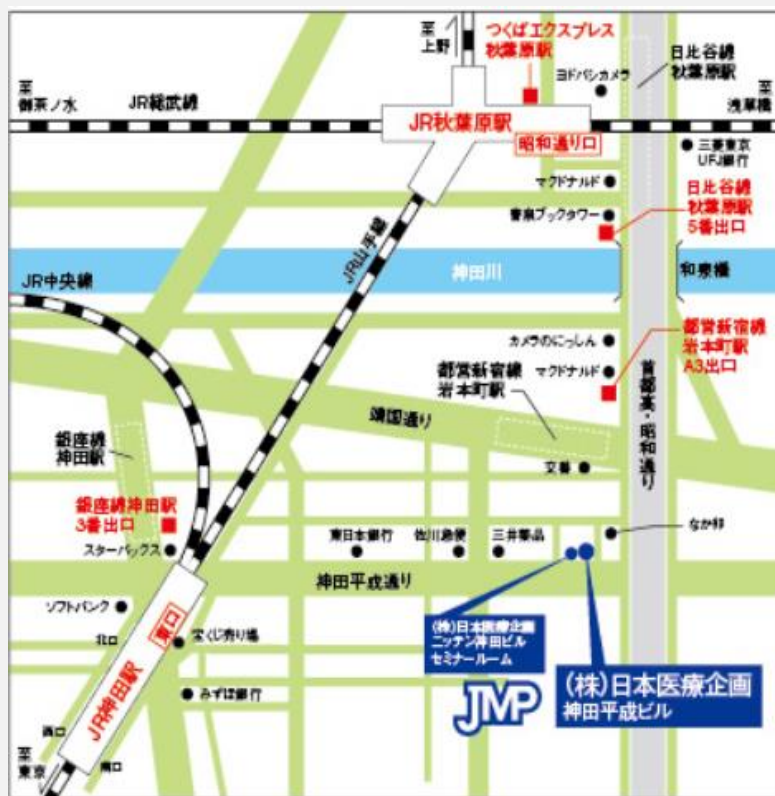 至
上野
つくばエクスプレス
秋葉原駅
日比谷線
秋葉原駅
ヨドバシカメラ
至
御茶ノ水
JR総武線
至
浅草橋
JR秋葉原駅
昭和通り口
三菱東京
UFJ銀行
マクドナルド
書泉ブックタワー
日比谷線
秋葉原駅
5番出口
JR山手線
JR中央線
神田川
和泉橋
カメラのにっしん
マクドナルド
都営新宿線
岩本町駅
A3出口
都営新宿線
岩本町駅
首都高・昭和通り
靖国通り
銀座線
神田駅
交番
銀座線神田駅
3番出口
スターバックス
東日本銀行
佐川急便
三井薬品
なか卯
神田平成通り
ソフトバンク
北口
東口
宝くじ売り場
(株)日本医療企画
ニッテン神田ビル
セミナールーム
JMP
(株)日本医療企画
神田平成ビル
みずほ銀行
JR神田駅
西口
南口
至
東京